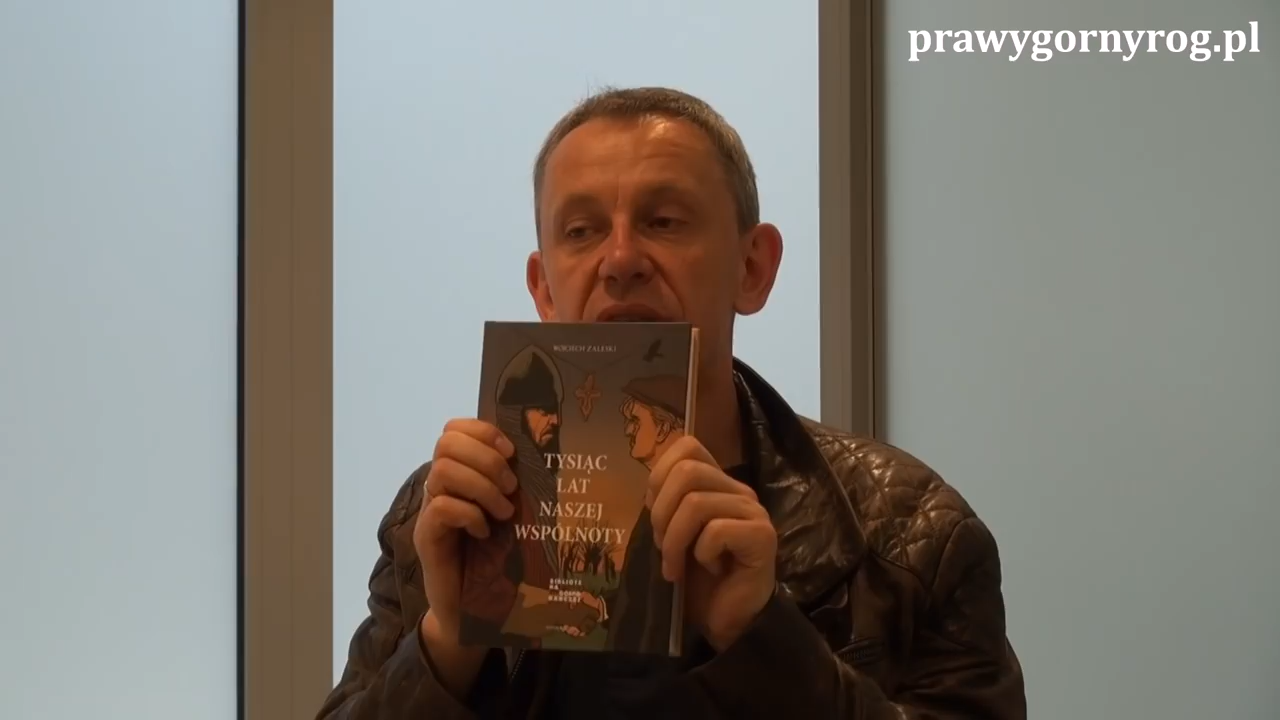 prawygornyrog.pl
WOJCIECH ZALESKI
TYSIĄC
LAT
NASZEJ
WSPÓLNOTY